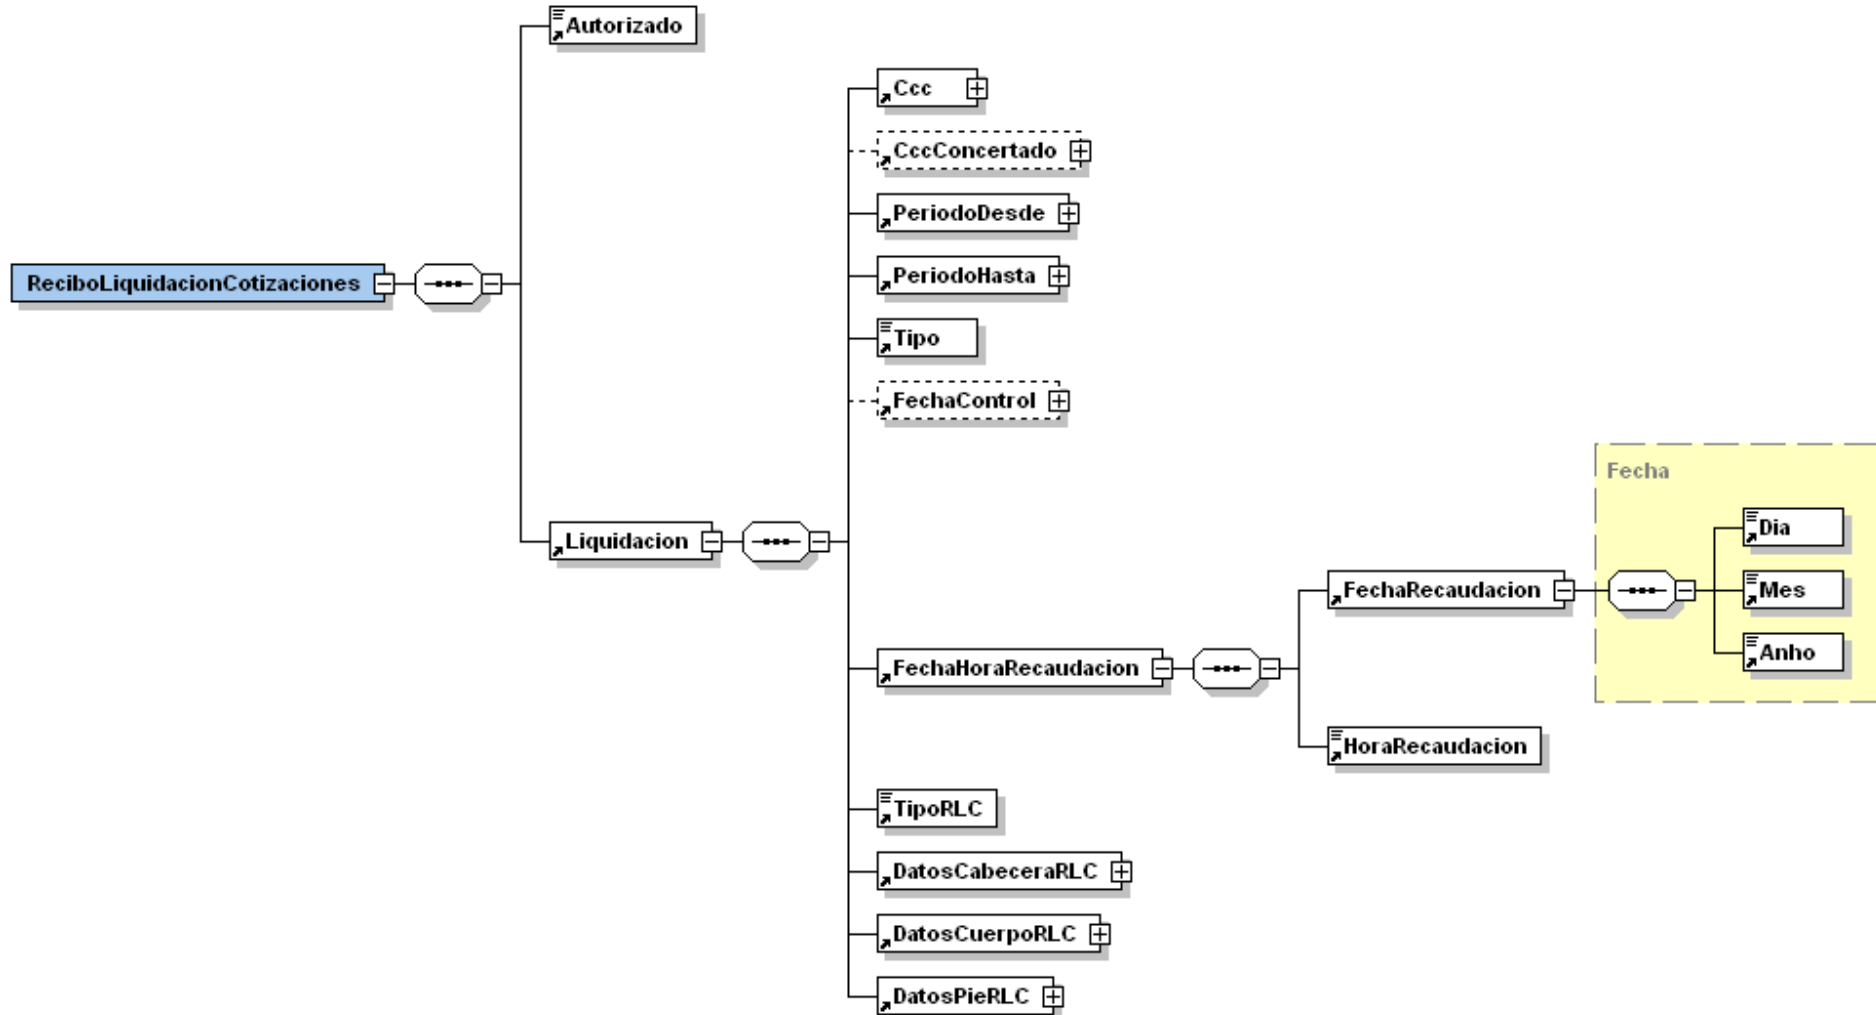 Autorizado
Ccc
CccConcertado
PeriodoDesde
PeriodoHasta
ReciboLiquidacionCotizaciones
Tipo
FechaControl
Fecha
Dia
Liquidacion
FechaRecaudacion
Mes
Anho
FechaHoraRecaudacion
HoraRecaudacion
TipoRLC
DatosCabeceraRLC
DatosCuerpoRLC
DatosPieRLC